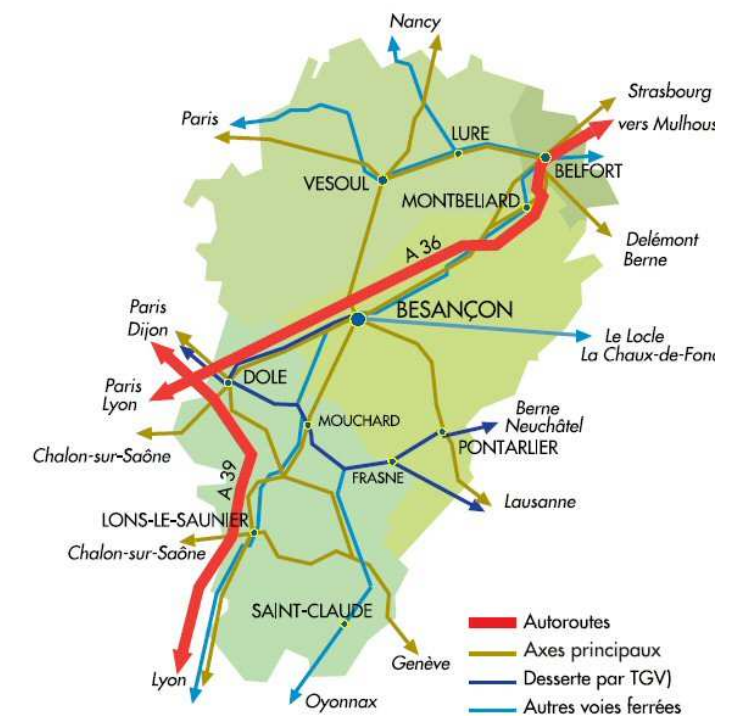 Nancy
Strasbourg
Paris
vers Mulhous
LURE
BELFORT
VESOUL
MONTBELIARD
Delémont
Berne
A 36
Paris
Dijon
BESANÇON
Le Locle
La Chaux-de-Fond
Paris
Lyon
DOLE
Berne
Neuchâtel
MOUCHARD
Chalon-sur-Saône
PONTARLIER
FRASNE
A 39
Lausanne
LONS-LE-SAUNIER
Chalon-sur-Saône
SAINT-CLAUDE
Autoroutes
Axes principaux
Genève
Lyon
Desserte par TGV)
Oyonnax
Autres voies ferrées